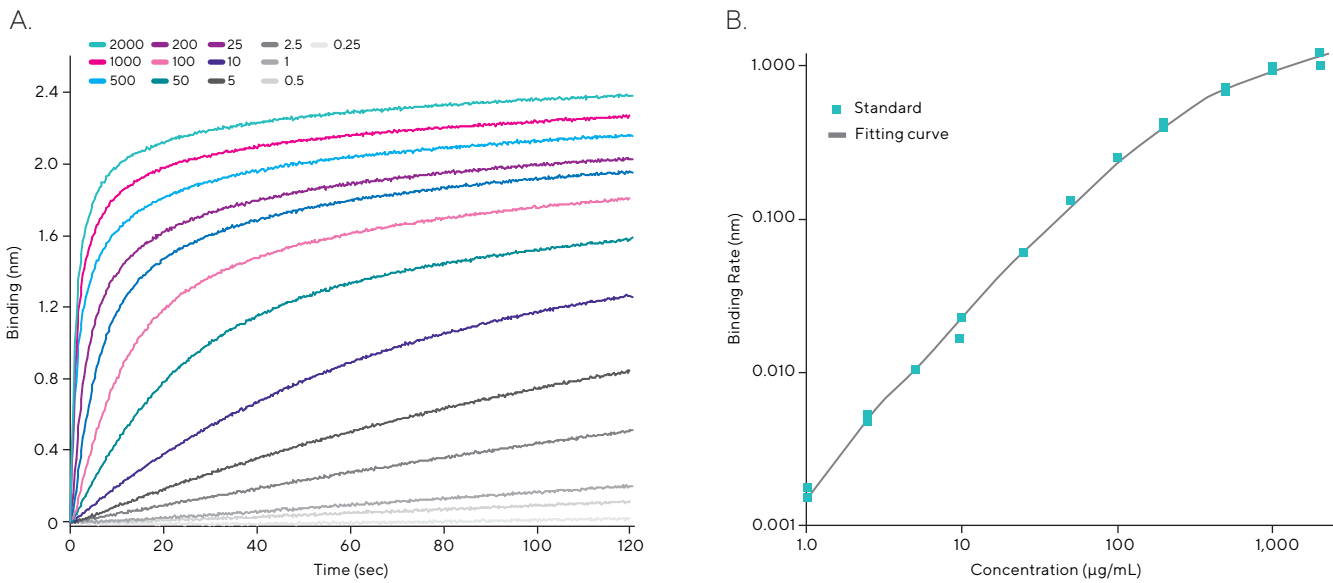 A.
2000 200 25 2.5 0.25
1000 100 10 1
500 50 5 0.5
2.4
2.0
1.6
1.2
0.8
0.4
0
Binding (nm)
0 20 40 60 80 100 120
Time (sec)
B.
Standard
Fitting curve
1.000
0.100
0.010
0.001
Binding Rate (nm)
1.0 10 100 1,000
Concentration (µg/mL)